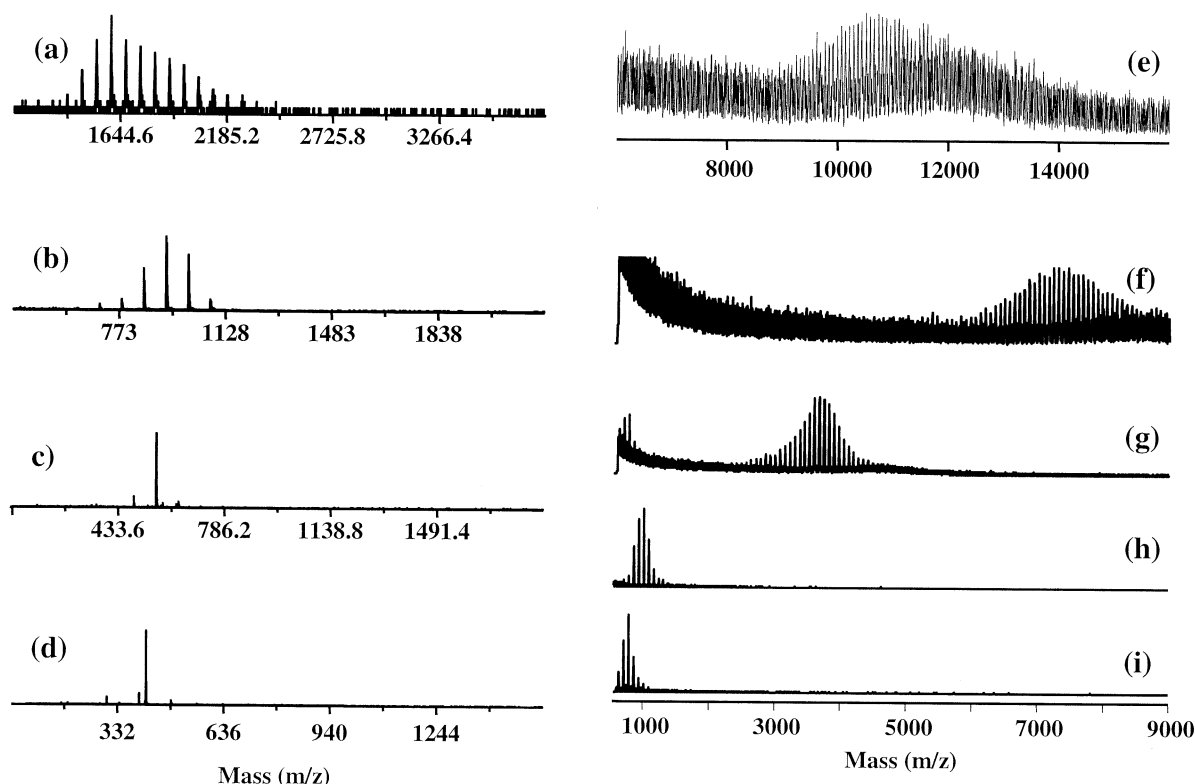 (a)
1644.6 2185.2 2725.8 3266.4
(b)
773 1128 1483 1838
c)
433.6 786.2 1138.8 1491.4
(d)
332 636 940 1244
Mass (m/z)
(e)
8000 10000 12000 14000
(f)
(g)
(h)
(i)
1000 3000 5000 7000 9000
Mass (m/z)